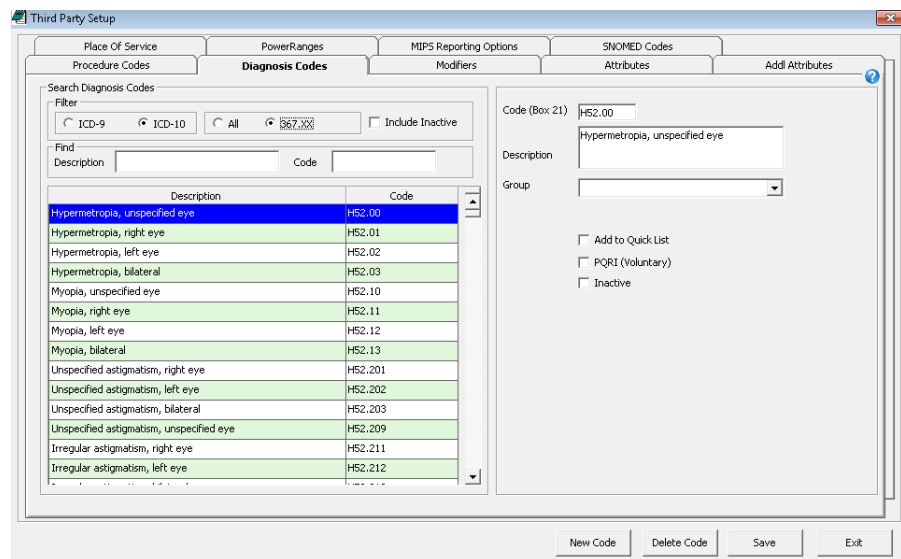 Third Party Setup
Place Of Service PowerRanges MIPS Reporting Options SNOMED Codes
Procedure Codes Diagnosis Codes Modifiers Attributes Addl Attributes
Search Diagnosis Codes
Filter
ICD-9 ICD-10 All 367.XX Include Inactive
Find
Description Code
Description Code
Hypermetropia, unspecified eye H52.00
Hypermetropia, right eye H52.01
Hypermetropia, left eye H52.02
Hypermetropia, bilateral H52.03
Myopia, unspecified eye H52.10
Myopia, right eye H52.11
Myopia, left eye H52.12
Myopia, bilateral H52.13
Unspecified astigmatism, right eye H52.201
Unspecified astigmatism, left eye H52.202
Unspecified astigmatism, bilateral H52.203
Unspecified astigmatism, unspecified eye H52.209
Irregular astigmatism, right eye H52.211
Irregular astigmatism, left eye H52.212
Code (Box 21) H52.00
Description Hypermetropia, unspecified eye
Group
Add to Quick List
PQRI (Voluntary)
Inactive
New Code Delete Code Save Exit